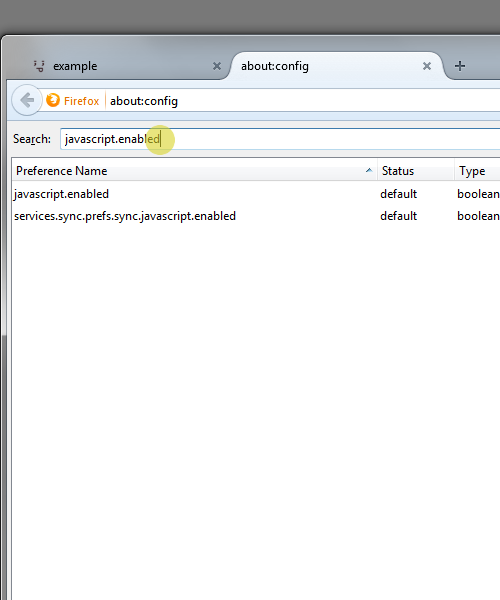 example
about:config
Firefox about:config
Search: javascript.enabled
Preference Name Status Type
javascript.enabled default boolean
services.sync.prefs.sync.javascript.enabled default boolean